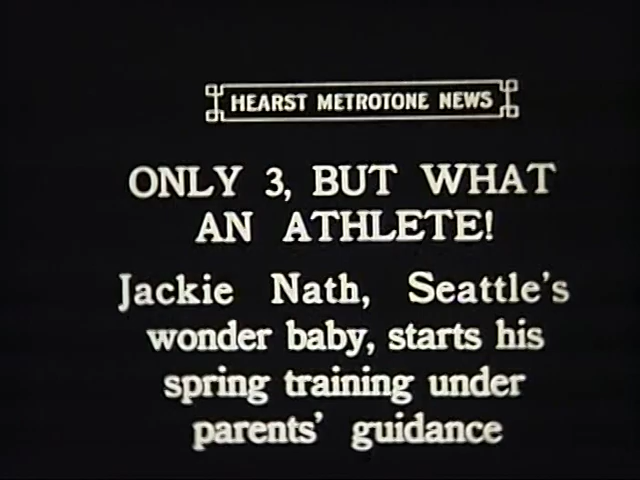 HEARST METROTONE NEWS
ONLY 3, BUT WHAT
AN ATHLETE!
Jackie Nath, Seattle's
wonder baby, starts his
spring training under
parents' guidance